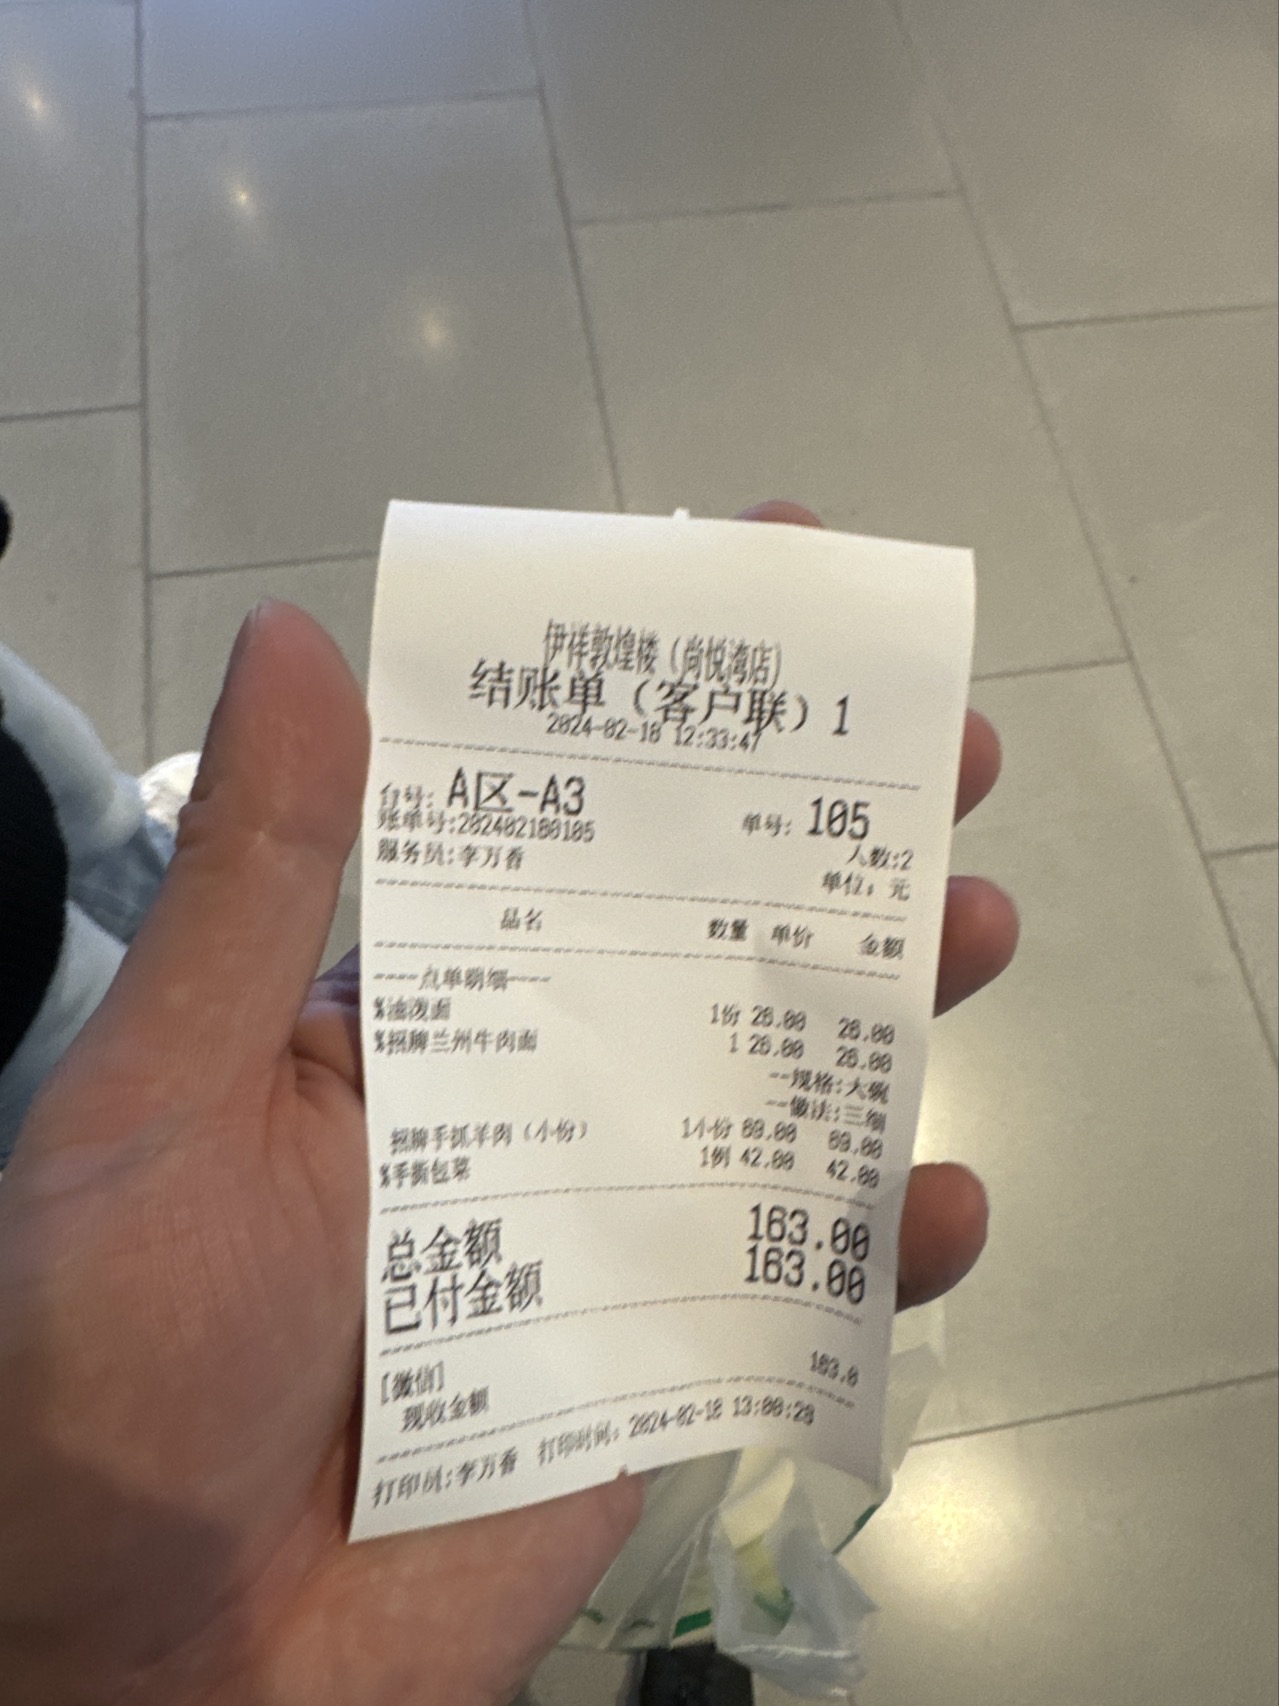 伊祥敦煌楼（尚悦湾店）
结账单（客户联）1
2024-02-18 12:33:47
台号: A区-A3 单号: 105
账单号:202402180105 人数:2
服务员:李万香 单位：元
品名 数量 单价 金额
----点单明细----
%油泼面 1份 26.00 26.00
%招牌兰州牛肉面 1 26.00 26.00
--规格:大碗
--做法:三细
招牌手抓羊肉（小份） 1小份 69.00 69.00
%手撕包菜 1例 42.00 42.00
总金额 163.00
已付金额 163.00
[微信] 163.0
现收金额
打印员:李万香 打印时间: 2024-02-18 13:00:20